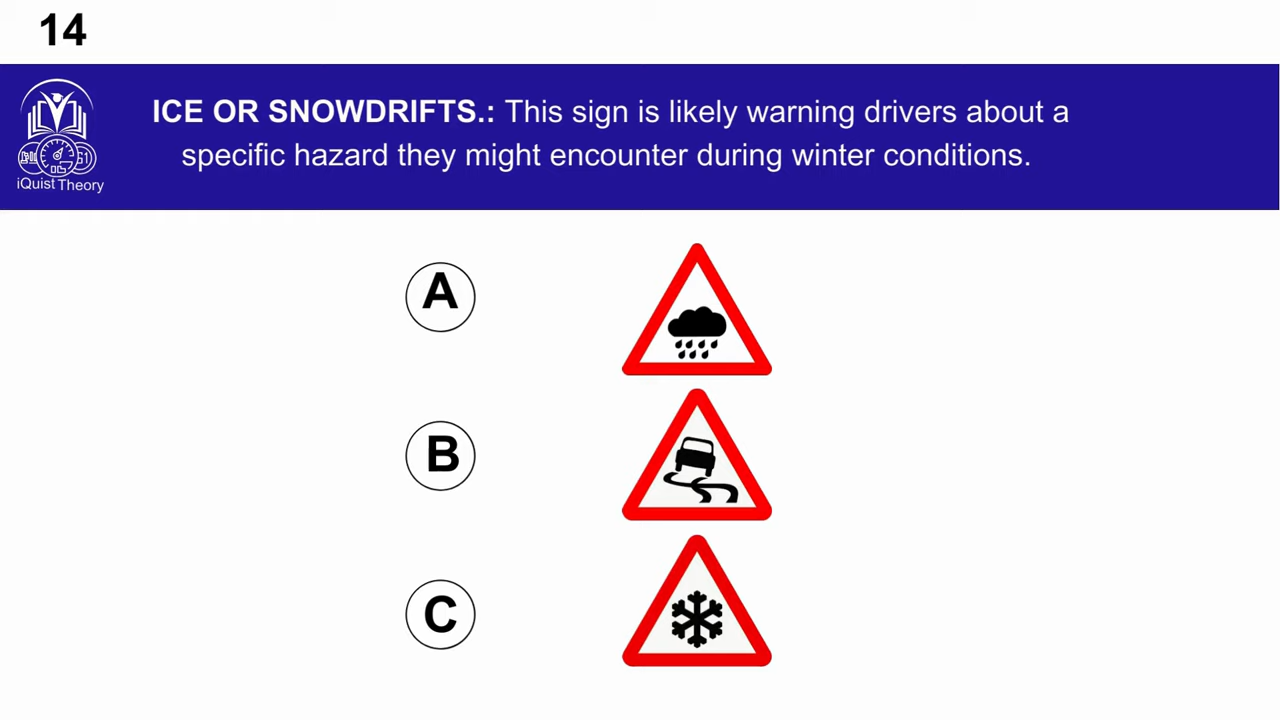 14
ICE OR SNOWDRIFTS.: This sign is likely warning drivers about a
specific hazard they might encounter during winter conditions.
iQuist Theory
A
B
C